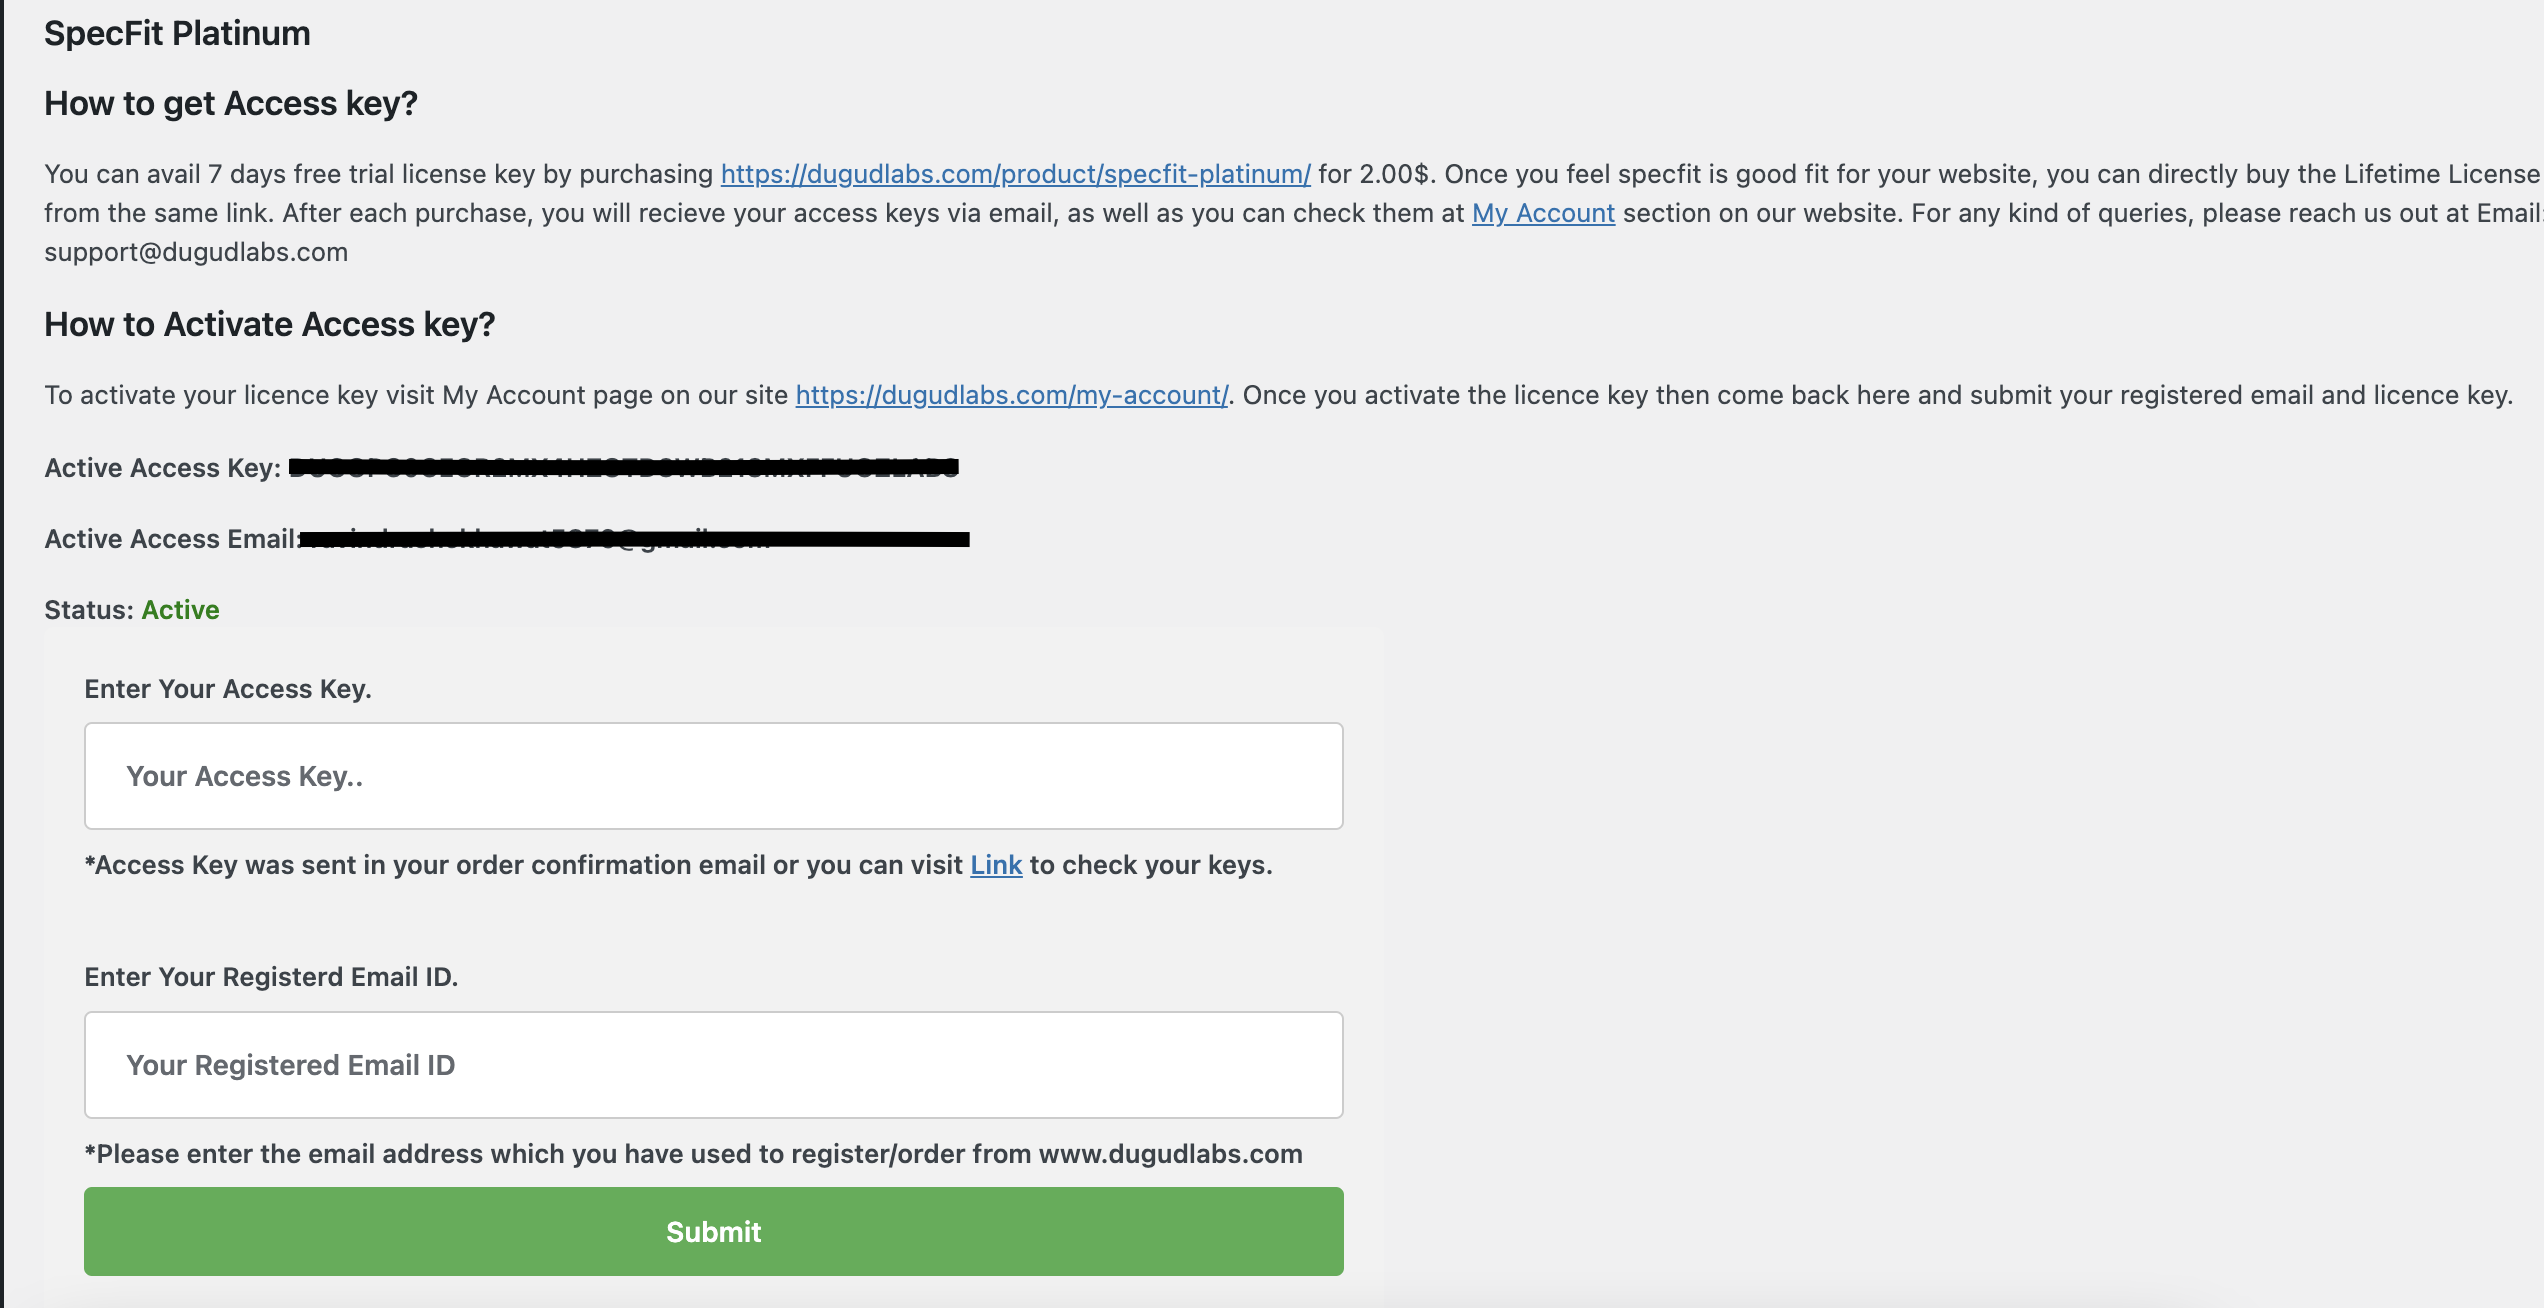 SpecFit Platinum
How to get Access key?
You can avail 7 days free trial license key by purchasing https://dugudlabs.com/product/specfit-platinum/ for 2.00$. Once you feel specfit is good fit for your website, you can directly buy the Lifetime License
from the same link. After each purchase, you will recieve your access keys via email, as well as you can check them at My Account section on our website. For any kind of queries, please reach us out at Email:
support@dugudlabs.com
How to Activate Access key?
To activate your licence key visit My Account page on our site https://dugudlabs.com/my-account/. Once you activate the licence key then come back here and submit your registered email and licence key.
Active Access Key:
Active Access Email:
Status: Active
Enter Your Access Key.
Your Access Key..
*Access Key was sent in your order confirmation email or you can visit Link to check your keys.
Enter Your Registerd Email ID.
Your Registered Email ID
*Please enter the email address which you have used to register/order from www.dugudlabs.com
Submit